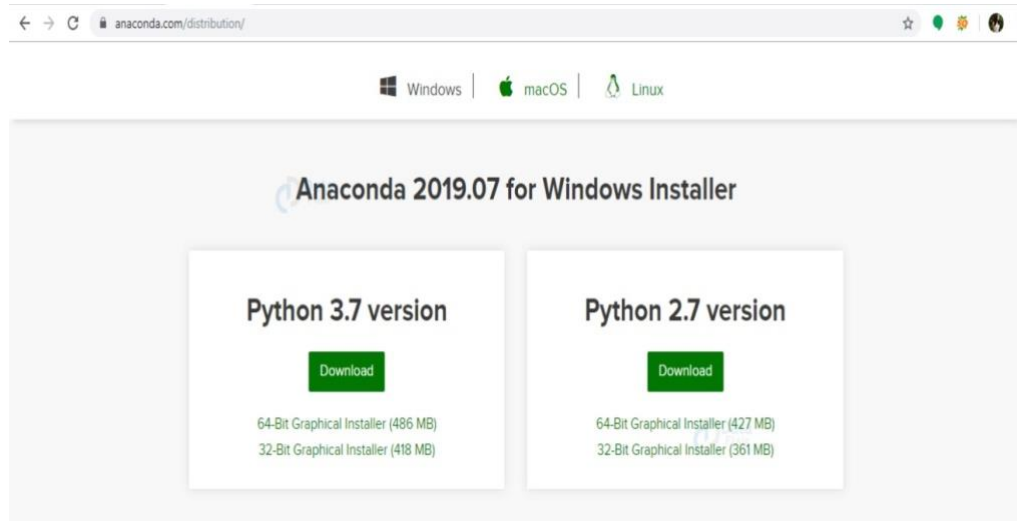 anaconda.com/distribution/
Windows
macOS
Linux
Anaconda 2019.07 for Windows Installer
Python 3.7 version
Download
64-Bit Graphical Installer (486 MB)
32-Bit Graphical Installer (418 MB)
Python 2.7 version
Download
64-Bit Graphical Installer (427 MB)
32-Bit Graphical Installer (361 MB)